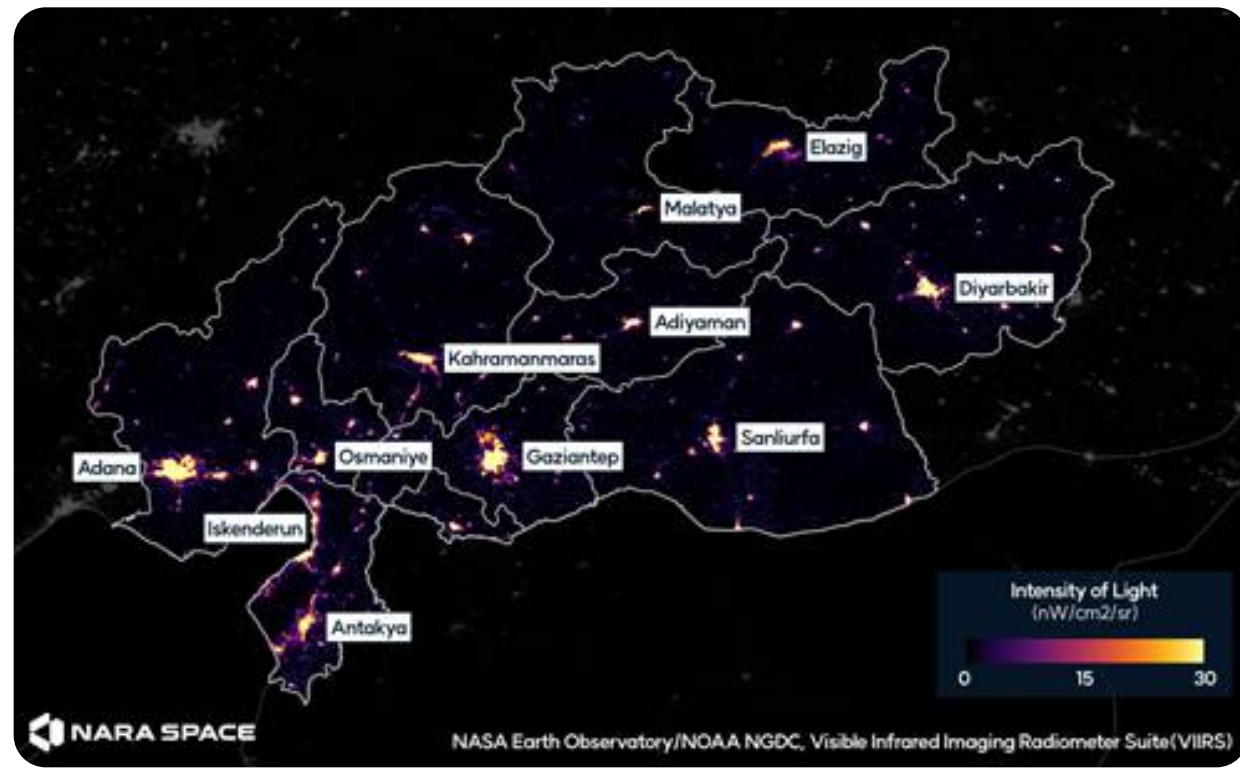 Elazig
Malatya
Diyarbakir
Adiyaman
Kahramanmaras
Sanliurfa
Adana
Osmaniye
Gaziantep
Iskenderun
Antakya
Intensity of Light
(nW/cm2/sr)
0 15 30
NARA SPACE
NASA Earth Observatory/NOAA NGDC, Visible Infrared Imaging Radiometer Suite(VIIRS)